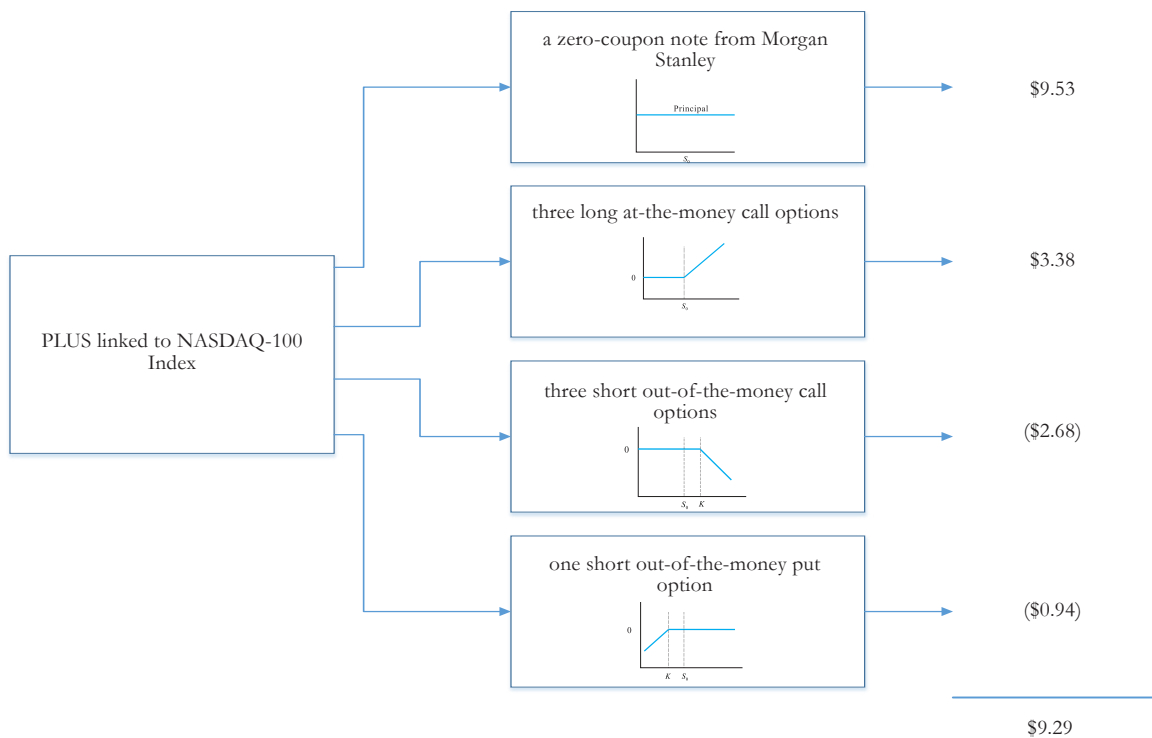 a zero-coupon note from Morgan
Stanley
Principal
S₀
$9.53
three long at-the-money call options
0
S₀
$3.38
PLUS linked to NASDAQ-100
Index
three short out-of-the-money call
options
0
S₀ K
($2.68)
one short out-of-the-money put
option
0
K S₀
($0.94)
$9.29